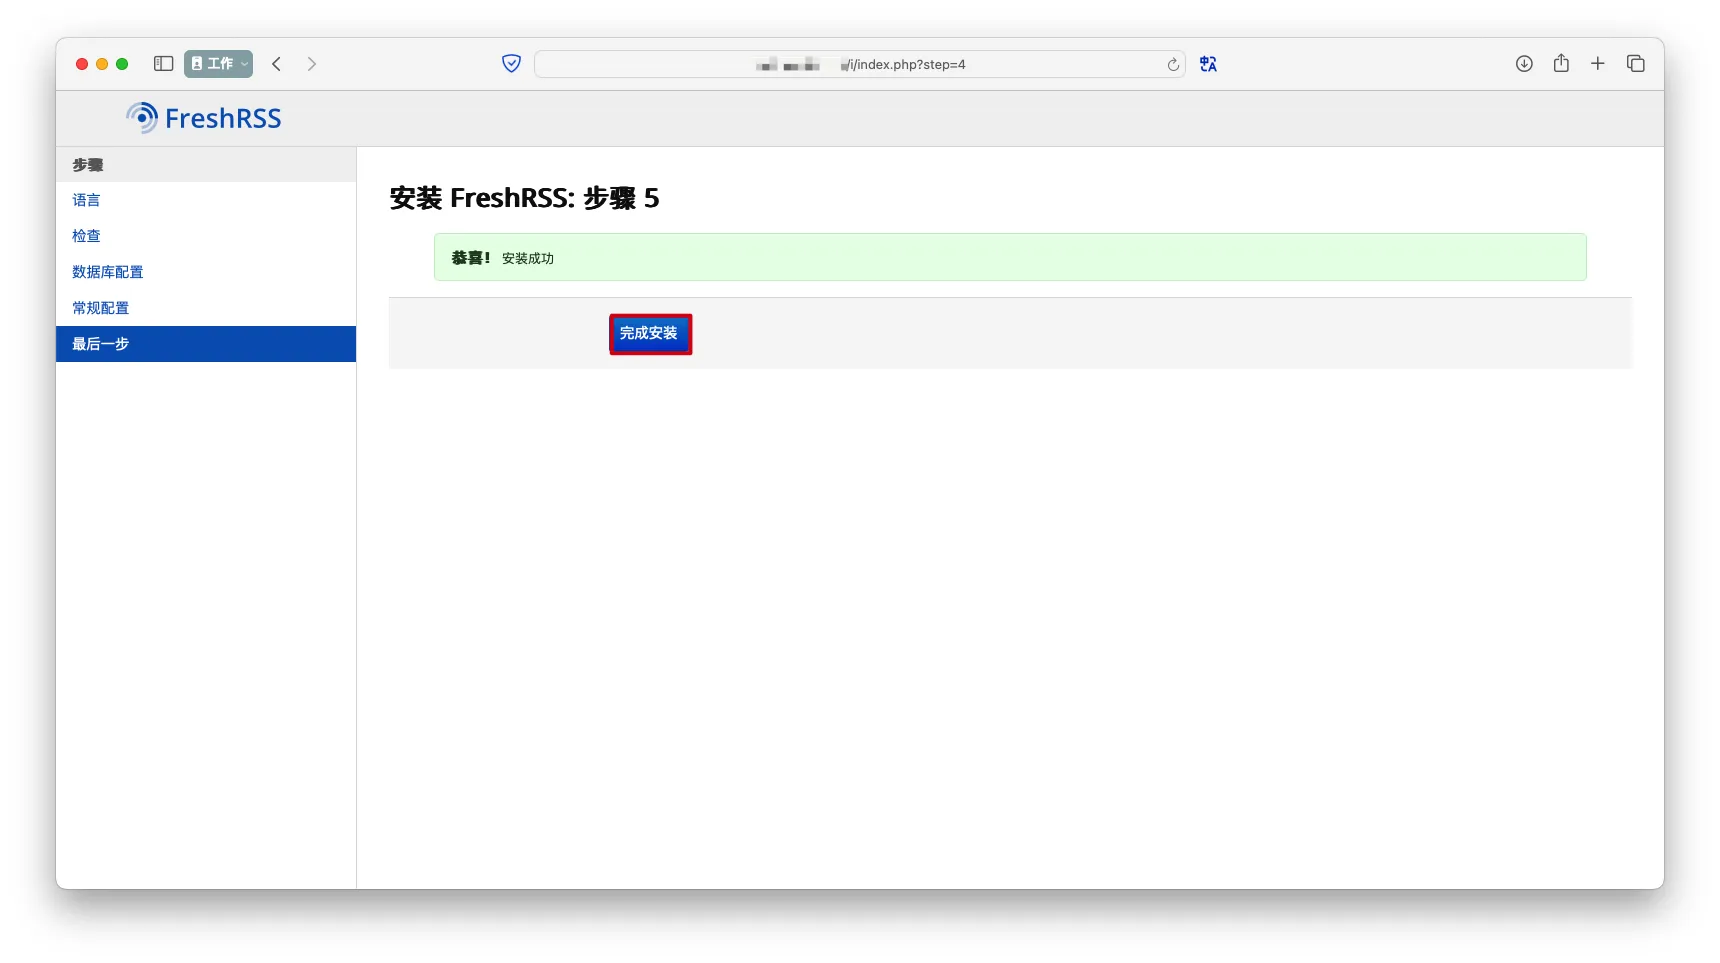 工作
/i/index.php?step=4
FreshRSS
步骤
语言
检查
数据库配置
常规配置
最后一步
安装 FreshRSS: 步骤 5
恭喜! 安装成功
完成安装